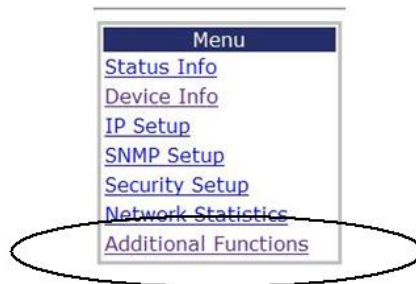 Menu
Status Info
Device Info
IP Setup
SNMP Setup
Security Setup
Network Statistics
Additional Functions